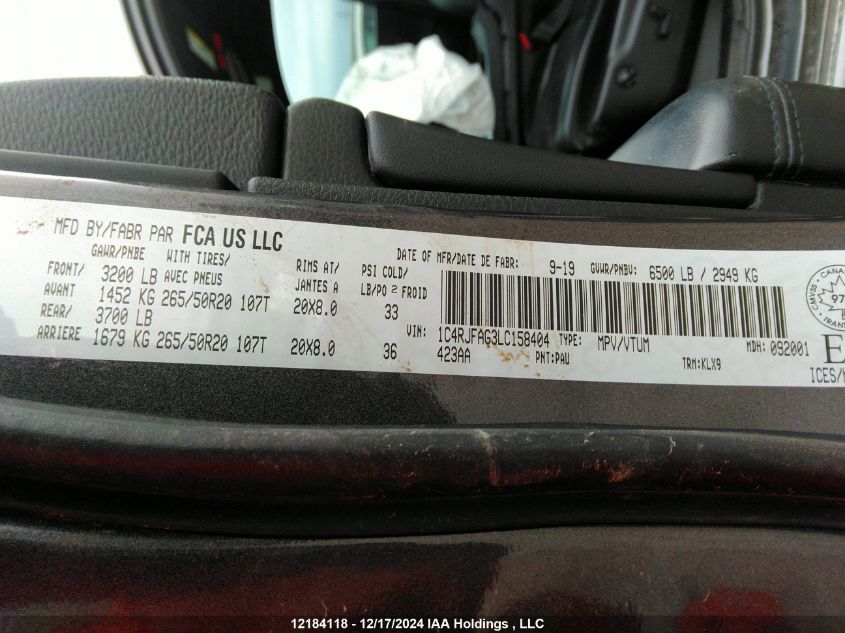 MFD BY/FABR PAR FCA US LLC
DATE OF MFR/DATE DE FABR: 9-19 GVWR/PNBV: 6500 LB / 2949 KG
GAWR/PNBE WITH TIRES/ RIMS AT/ PSI COLD/
FRONT/ 3200 LB AVEC PNEUS JANTES A LB/PO 2 FROID
AVANT 1452 KG 265/50R20 107T 20X8.0 33
REAR/ 3700 LB
ARRIERE 1679 KG 265/50R20 107T 20X8.0 36
VIN: 1C4RJFAG3LC158404 TYPE: MPV/VTUM MDH: 092001
423AA PNT:PAU TRM:KLX9
ICES/
12184118 - 12/17/2024 IAA Holdings , LLC